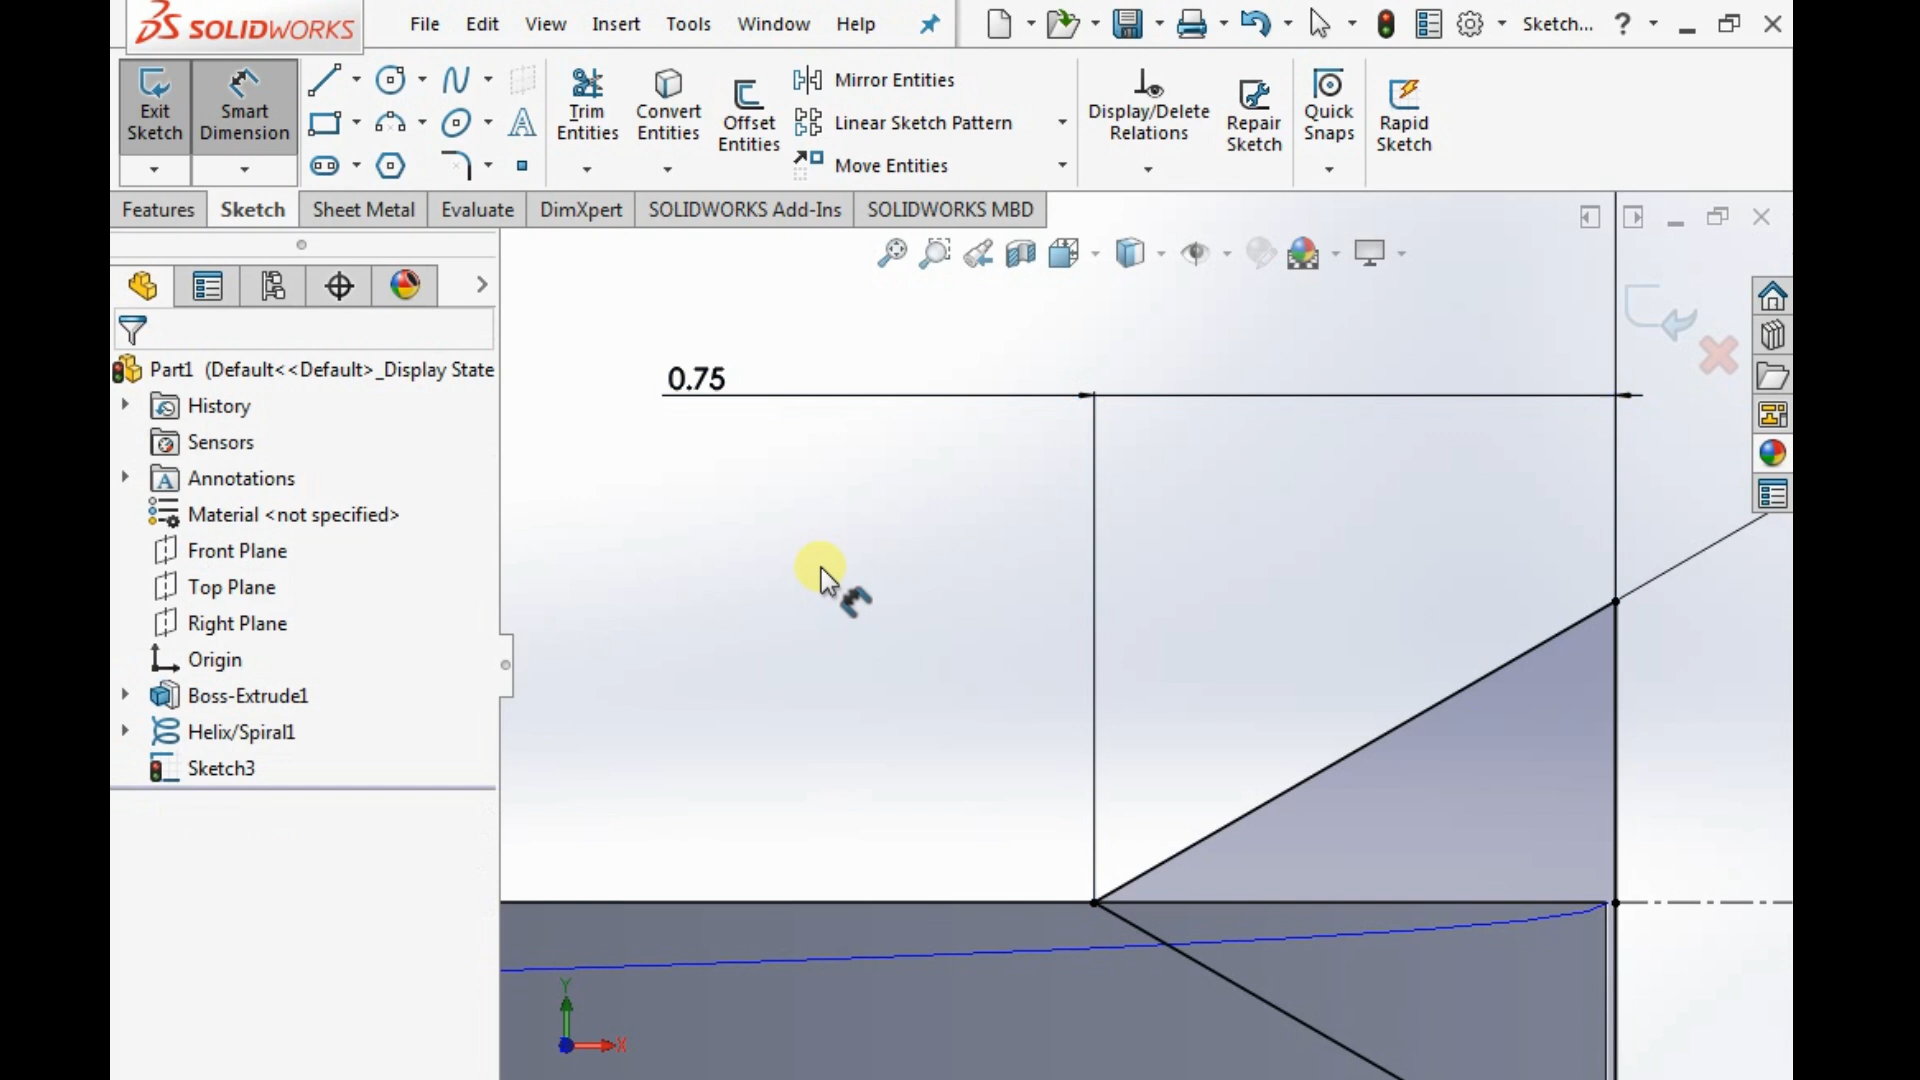 SOLIDWORKS
File Edit View Insert Tools Window Help
Sketch... ?
Exit Sketch
Smart Dimension
Trim Entities
Convert Entities
Offset Entities
Mirror Entities
Linear Sketch Pattern
Move Entities
Display/Delete Relations
Repair Sketch
Quick Snaps
Rapid Sketch
Features Sketch Sheet Metal Evaluate DimXpert SOLIDWORKS Add-Ins SOLIDWORKS MBD
Part1 (Default<<Default>_Display State
History
Sensors
Annotations
Material <not specified>
Front Plane
Top Plane
Right Plane
Origin
Boss-Extrude1
Helix/Spiral1
Sketch3
0.75
Y
X